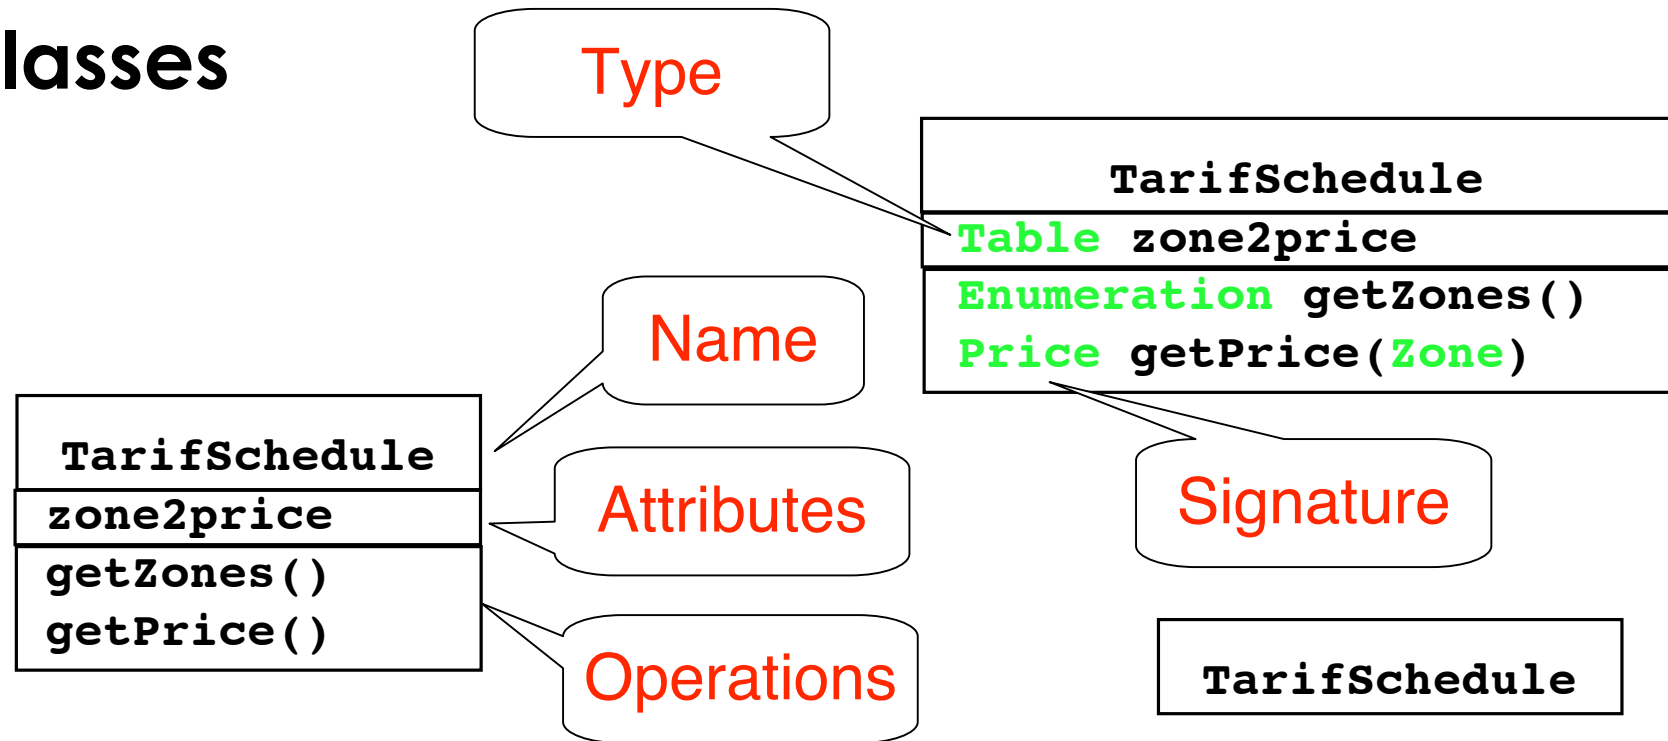 lasses
Type
TarifSchedule
Table zone2price
Enumeration getZones()
Price getPrice(Zone)
Name
TarifSchedule
zone2price
getZones()
getPrice()
Attributes
Signature
Operations
TarifSchedule